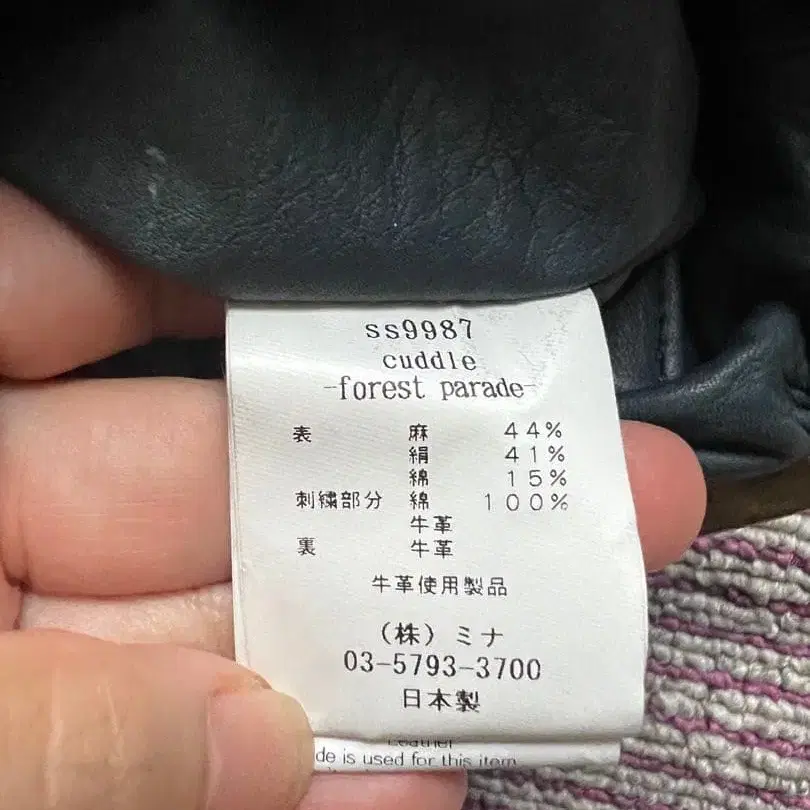 ss9987
cuddle
-forest parade-
表 麻 44%
絹 41%
綿 15%
刺繍部分 綿 100%
牛革
裏 牛革
牛革使用製品
(株)ミナ
03-5793-3700
日本製
de is used for this item